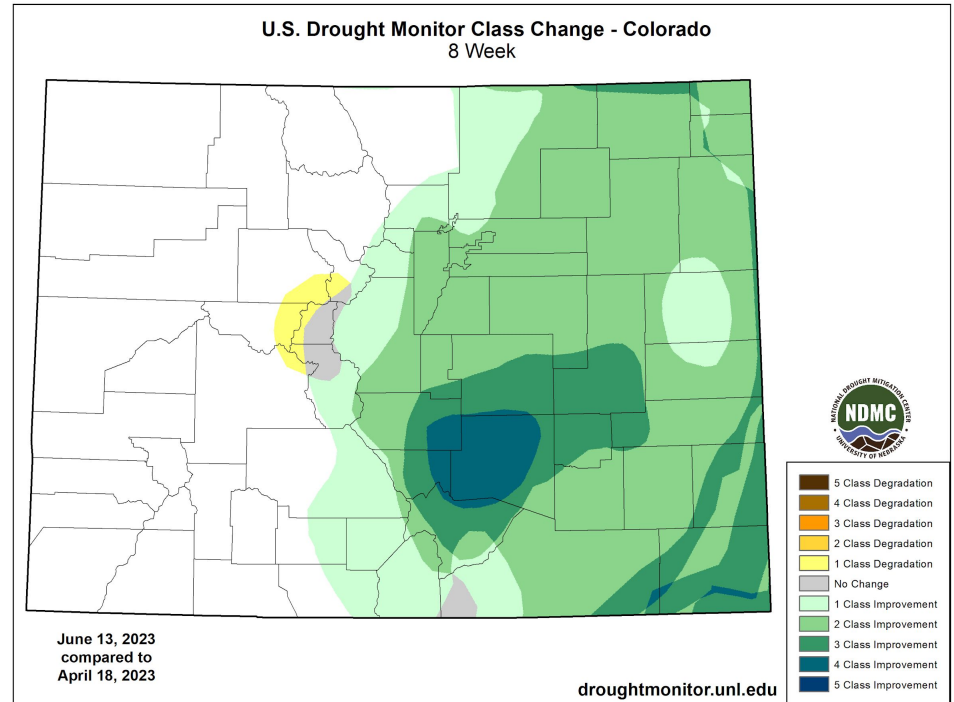 U.S. Drought Monitor Class Change - Colorado
8 Week
NATIONAL DROUGHT MITIGATION CENTER
NDMC
UNIVERSITY OF NEBRASKA
5 Class Degradation
4 Class Degradation
3 Class Degradation
2 Class Degradation
1 Class Degradation
No Change
1 Class Improvement
2 Class Improvement
3 Class Improvement
4 Class Improvement
5 Class Improvement
June 13, 2023
compared to
April 18, 2023
droughtmonitor.unl.edu